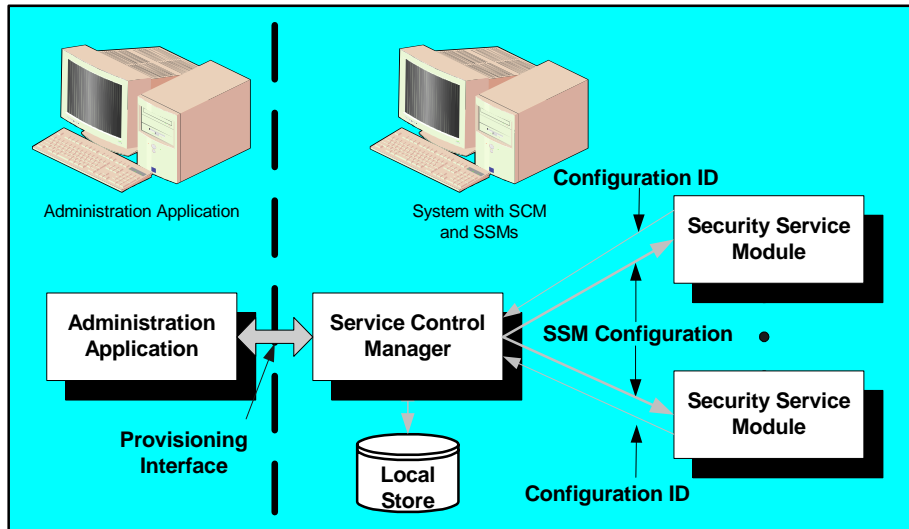 Administration Application
System with SCM
and SSMs
Configuration ID
Security Service
Module
Administration
Application
Service Control
Manager
SSM Configuration
Provisioning
Interface
Local
Store
Security Service
Module
Configuration ID